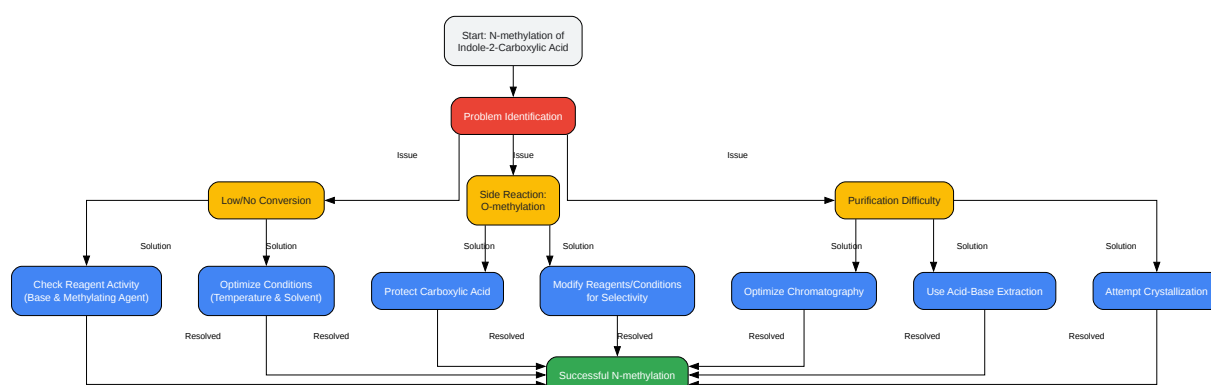 Start: N-methylation of
Indole-2-Carboxylic Acid
Problem Identification
Issue
Issue
Issue
Low/No Conversion
Side Reaction:
O-methylation
Purification Difficulty
Solution
Solution
Solution
Solution
Solution
Solution
Solution
Check Reagent Activity
(Base & Methylating Agent)
Optimize Conditions
(Temperature & Solvent)
Protect Carboxylic Acid
Modify Reagents/Conditions
for Selectivity
Optimize Chromatography
Use Acid-Base Extraction
Attempt Crystallization
Resolved
Resolved
Resolved
Resolved
Resolved
Resolved
Successful N-methylation